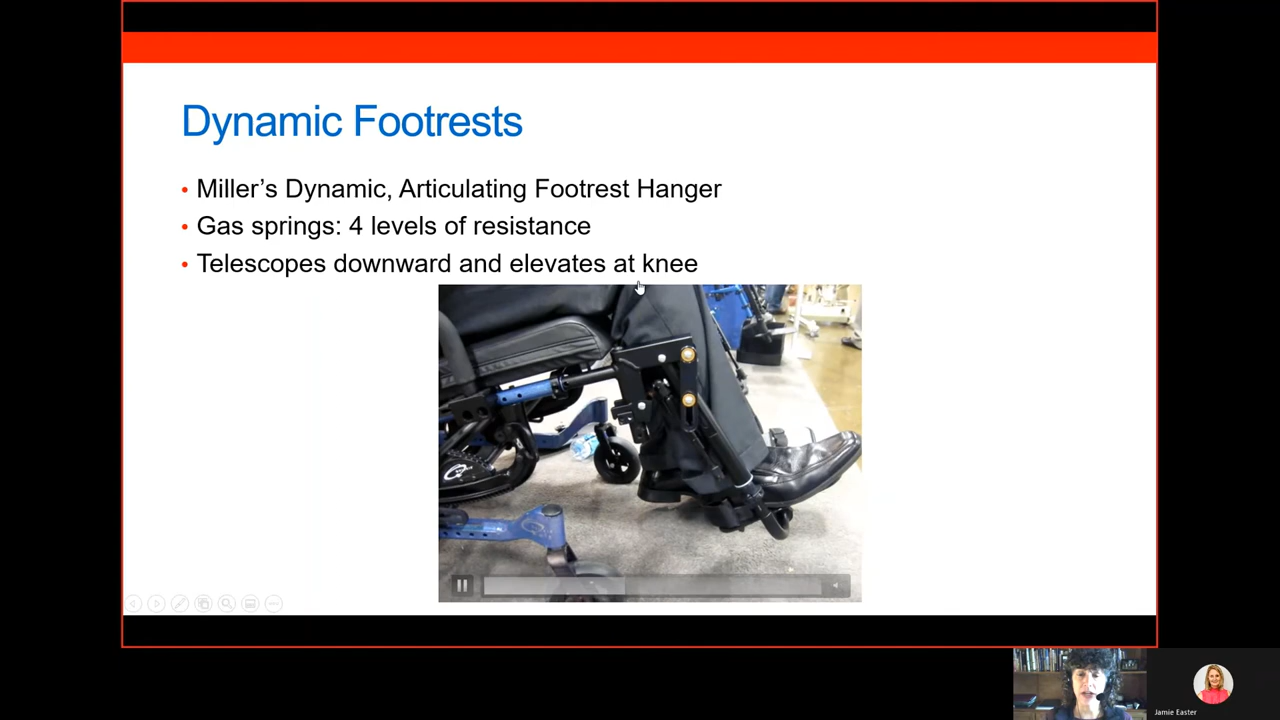 Dynamic Footrests
• Miller’s Dynamic, Articulating Footrest Hanger
• Gas springs: 4 levels of resistance
• Telescopes downward and elevates at knee
Jamie Easter